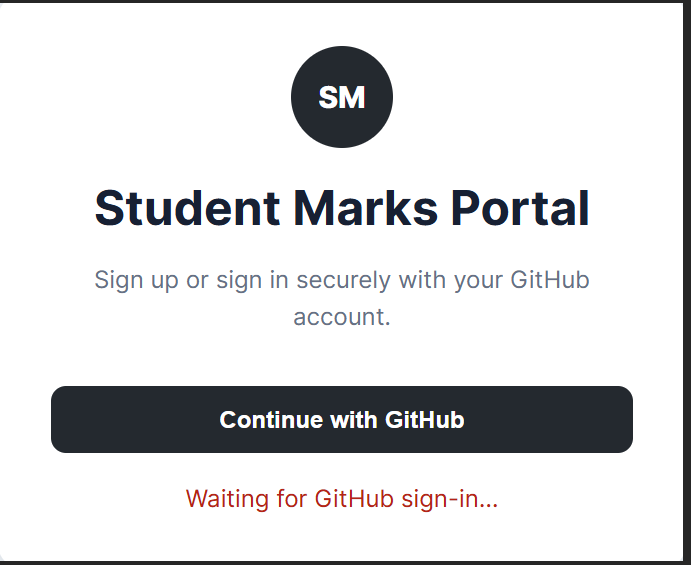 SM
Student Marks Portal
Sign up or sign in securely with your GitHub
account.
Continue with GitHub
Waiting for GitHub sign-in...